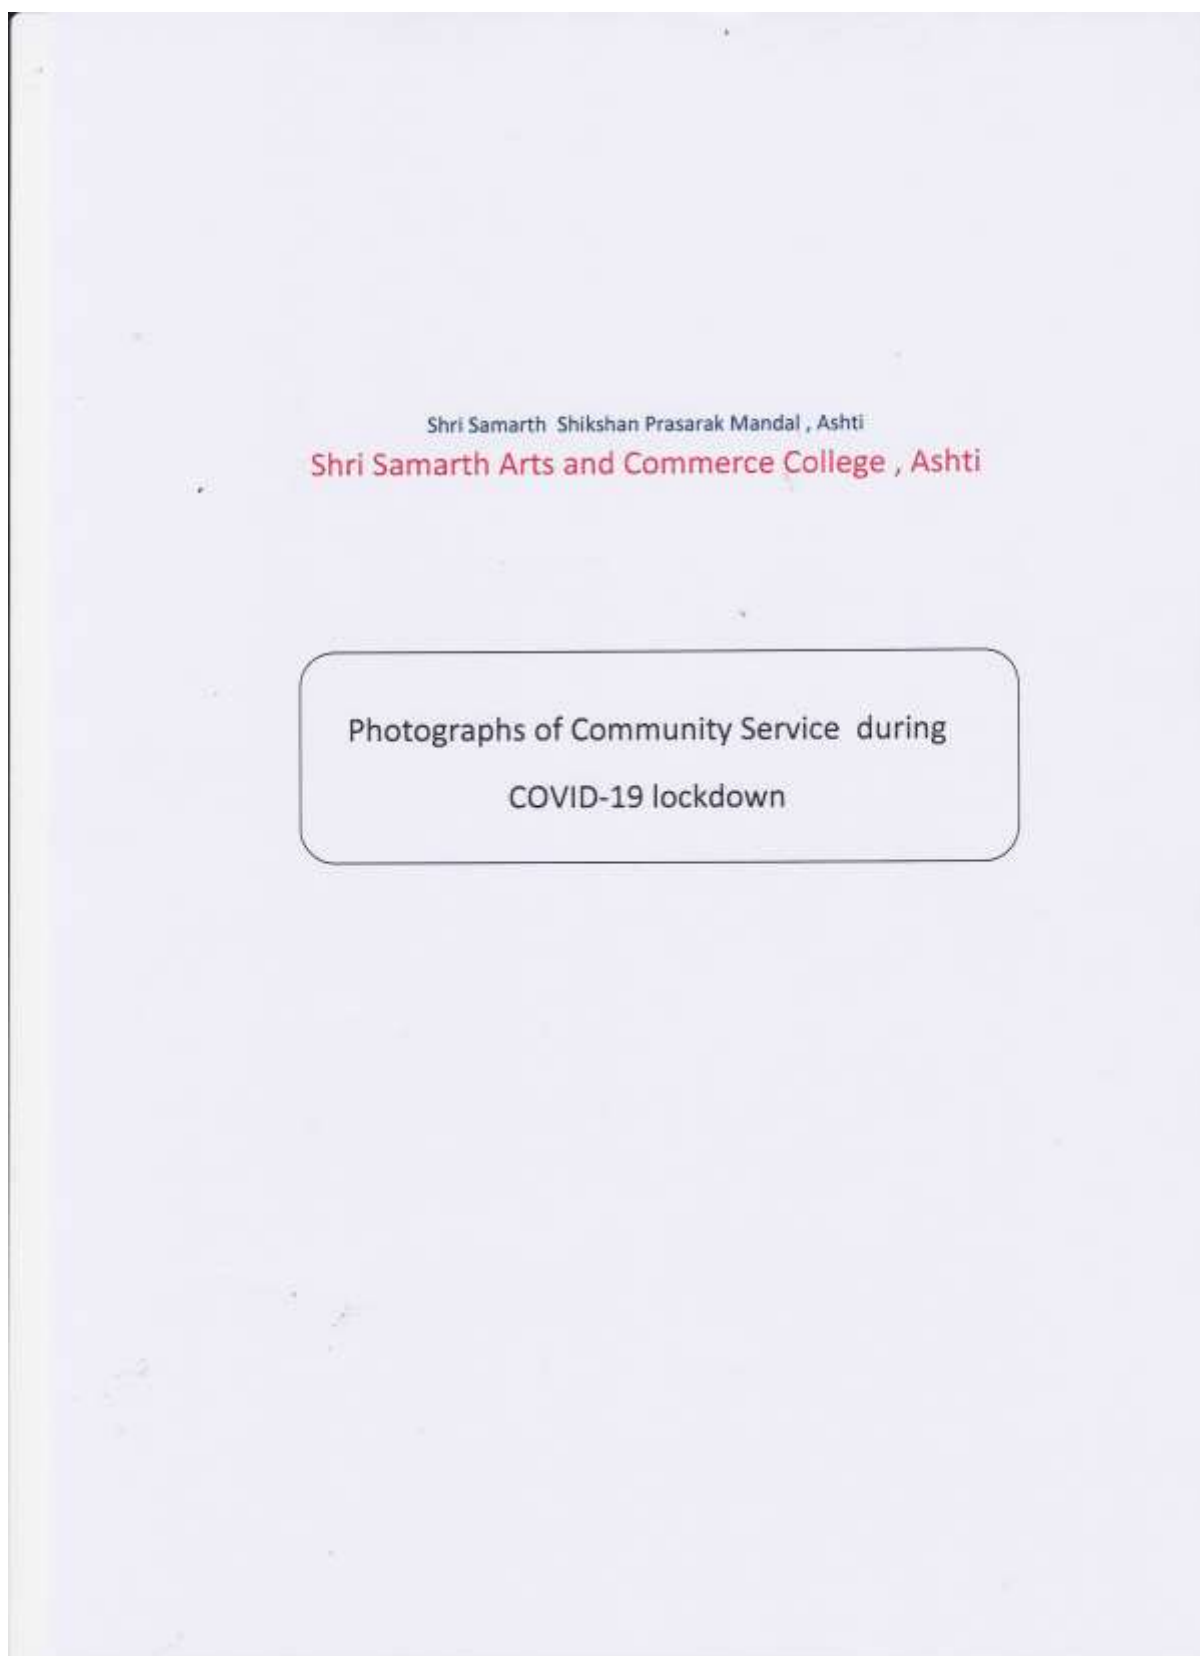 Shri Samarth Shikshan Prasarak Mandal , Ashti
Shri Samarth Arts and Commerce College , Ashti
Photographs of Community Service during
COVID-19 lockdown